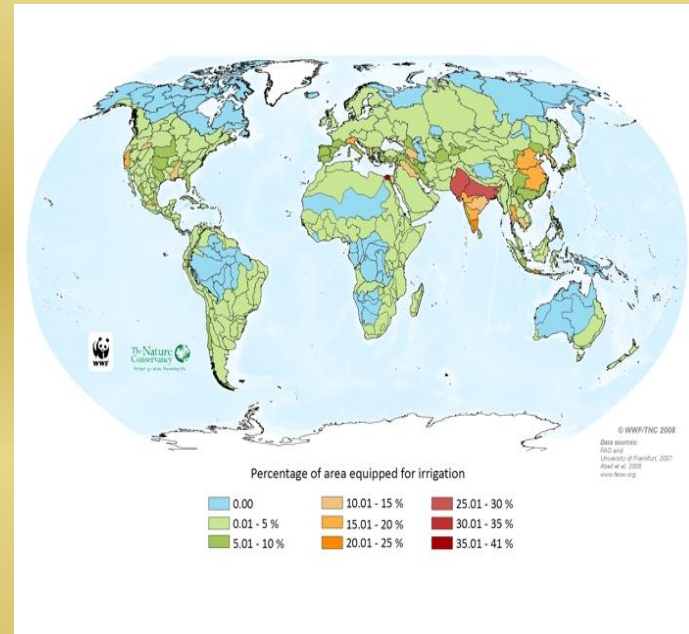 WWF
The Nature
Conservancy
© WWF/TNC 2008
Data sources:
FAO and
University of Frankfurt, 2007
Abell et al. 2008
www.feow.org
Percentage of area equipped for irrigation
0.00
0.01 - 5 %
5.01 - 10 %
10.01 - 15 %
15.01 - 20 %
20.01 - 25 %
25.01 - 30 %
30.01 - 35 %
35.01 - 41 %